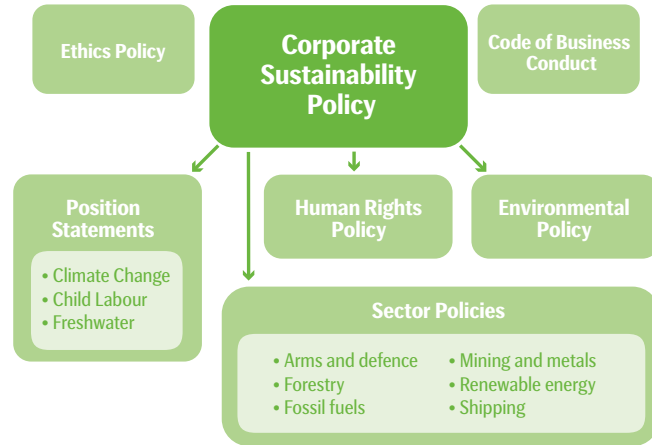 Ethics Policy
Corporate
Sustainability
Policy
Code of Business
Conduct
Position
Statements
• Climate Change
• Child Labour
• Freshwater
Human Rights
Policy
Environmental
Policy
Sector Policies
• Arms and defence
• Forestry
• Fossil fuels
• Mining and metals
• Renewable energy
• Shipping